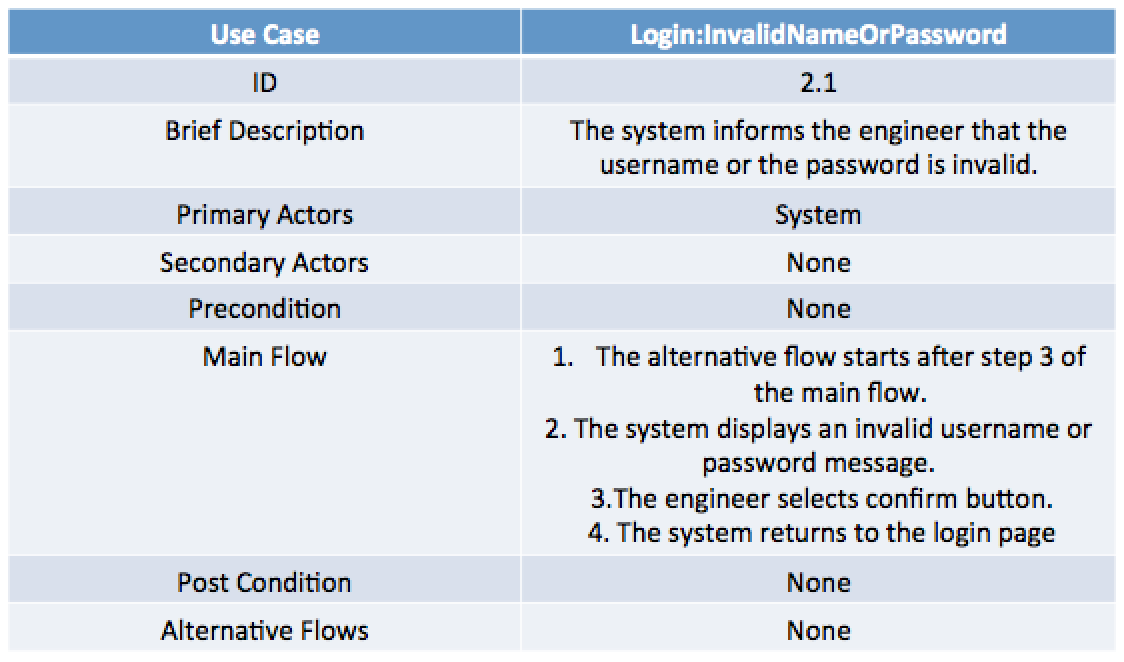 Use Case Login:InvalidNameOrPassword
ID 2.1
Brief Description The system informs the engineer that the
username or the password is invalid.
Primary Actors System
Secondary Actors None
Precondition None
Main Flow 1. The alternative flow starts after step 3 of
the main flow.
2. The system displays an invalid username or
password message.
3.The engineer selects confirm button.
4. The system returns to the login page
Post Condition None
Alternative Flows None